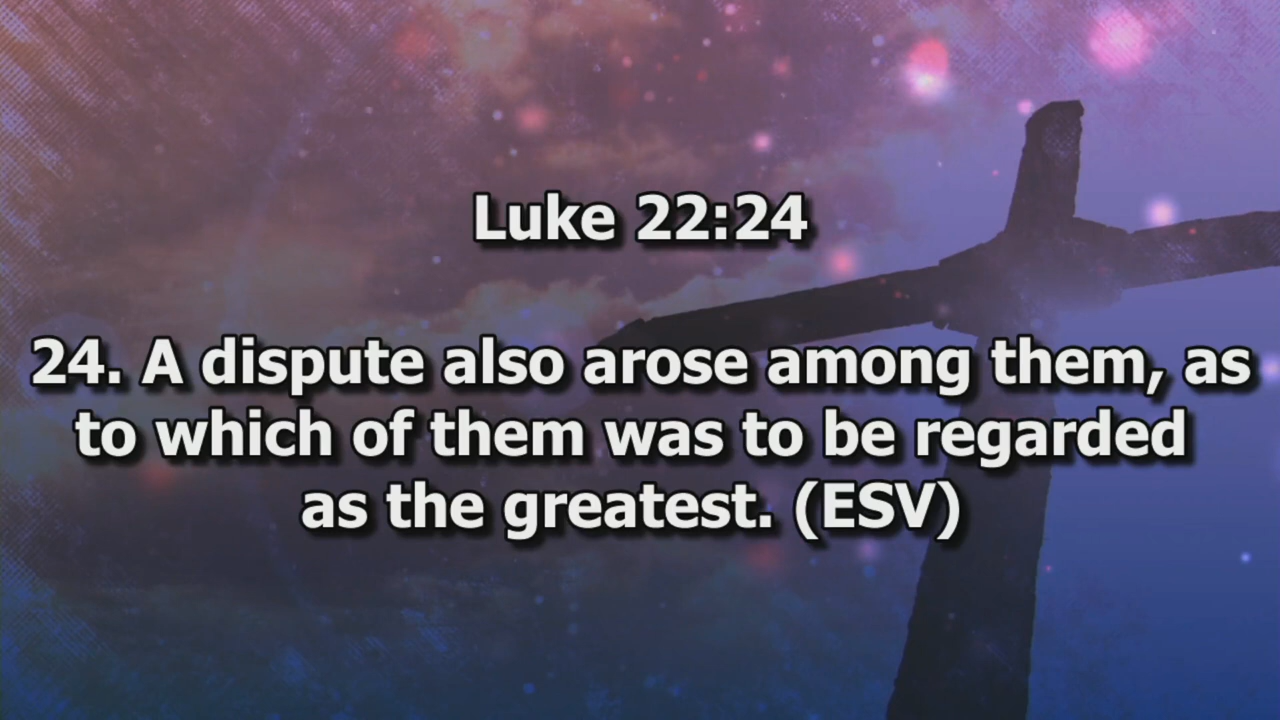 Luke 22:24
24. A dispute also arose among them, as
to which of them was to be regarded
as the greatest. (ESV)